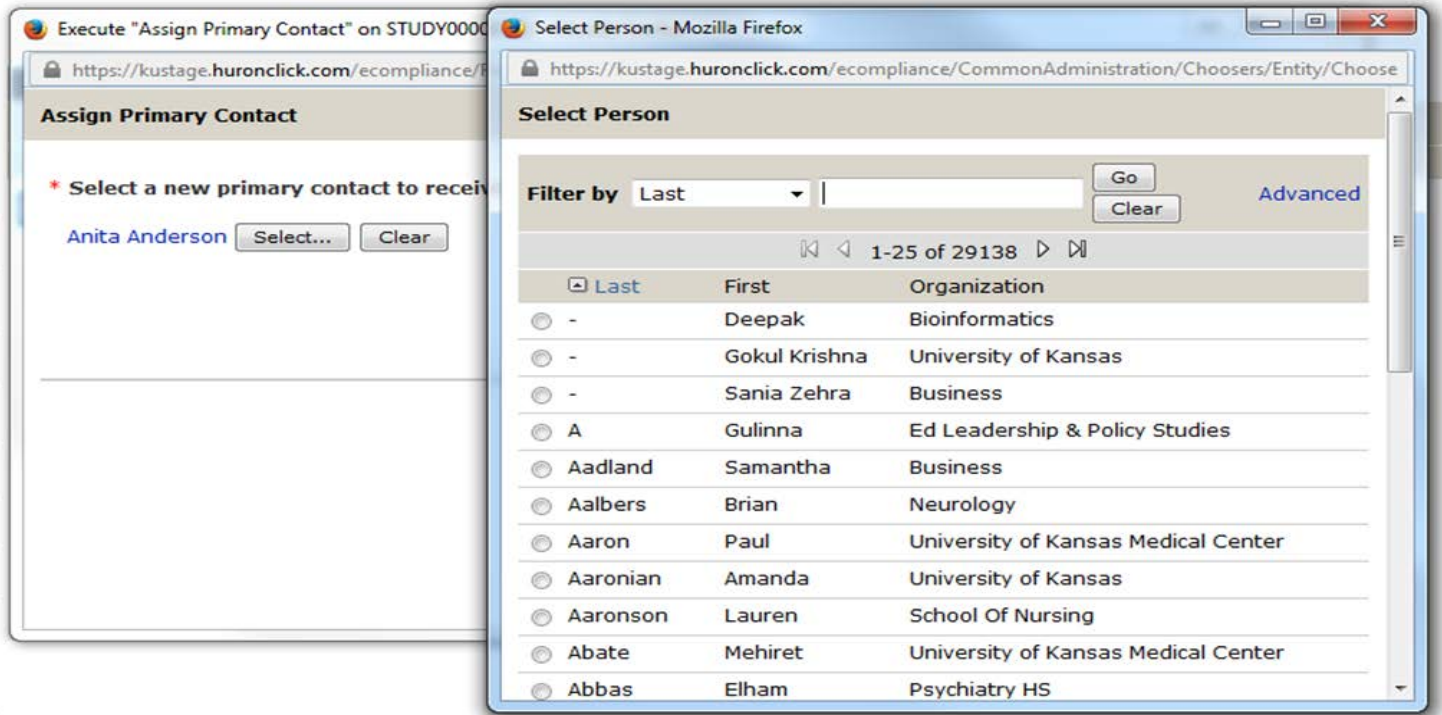 Execute "Assign Primary Contact" on STUDY0000
https://kustage.huronclick.com/ecompliance/
Assign Primary Contact
* Select a new primary contact to receiv
Anita Anderson Select... Clear
Select Person - Mozilla Firefox
https://kustage.huronclick.com/ecompliance/CommonAdministration/Choosers/Entity/Choose
Select Person
Filter by Last Go
Clear Advanced
1-25 of 29138
Last First Organization
- Deepak Bioinformatics
- Gokul Krishna University of Kansas
- Sania Zehra Business
A Gulinna Ed Leadership & Policy Studies
Aadland Samantha Business
Aalbers Brian Neurology
Aaron Paul University of Kansas Medical Center
Aaronian Amanda University of Kansas
Aaronson Lauren School Of Nursing
Abate Mehiret University of Kansas Medical Center
Abbas Elham Psychiatry HS